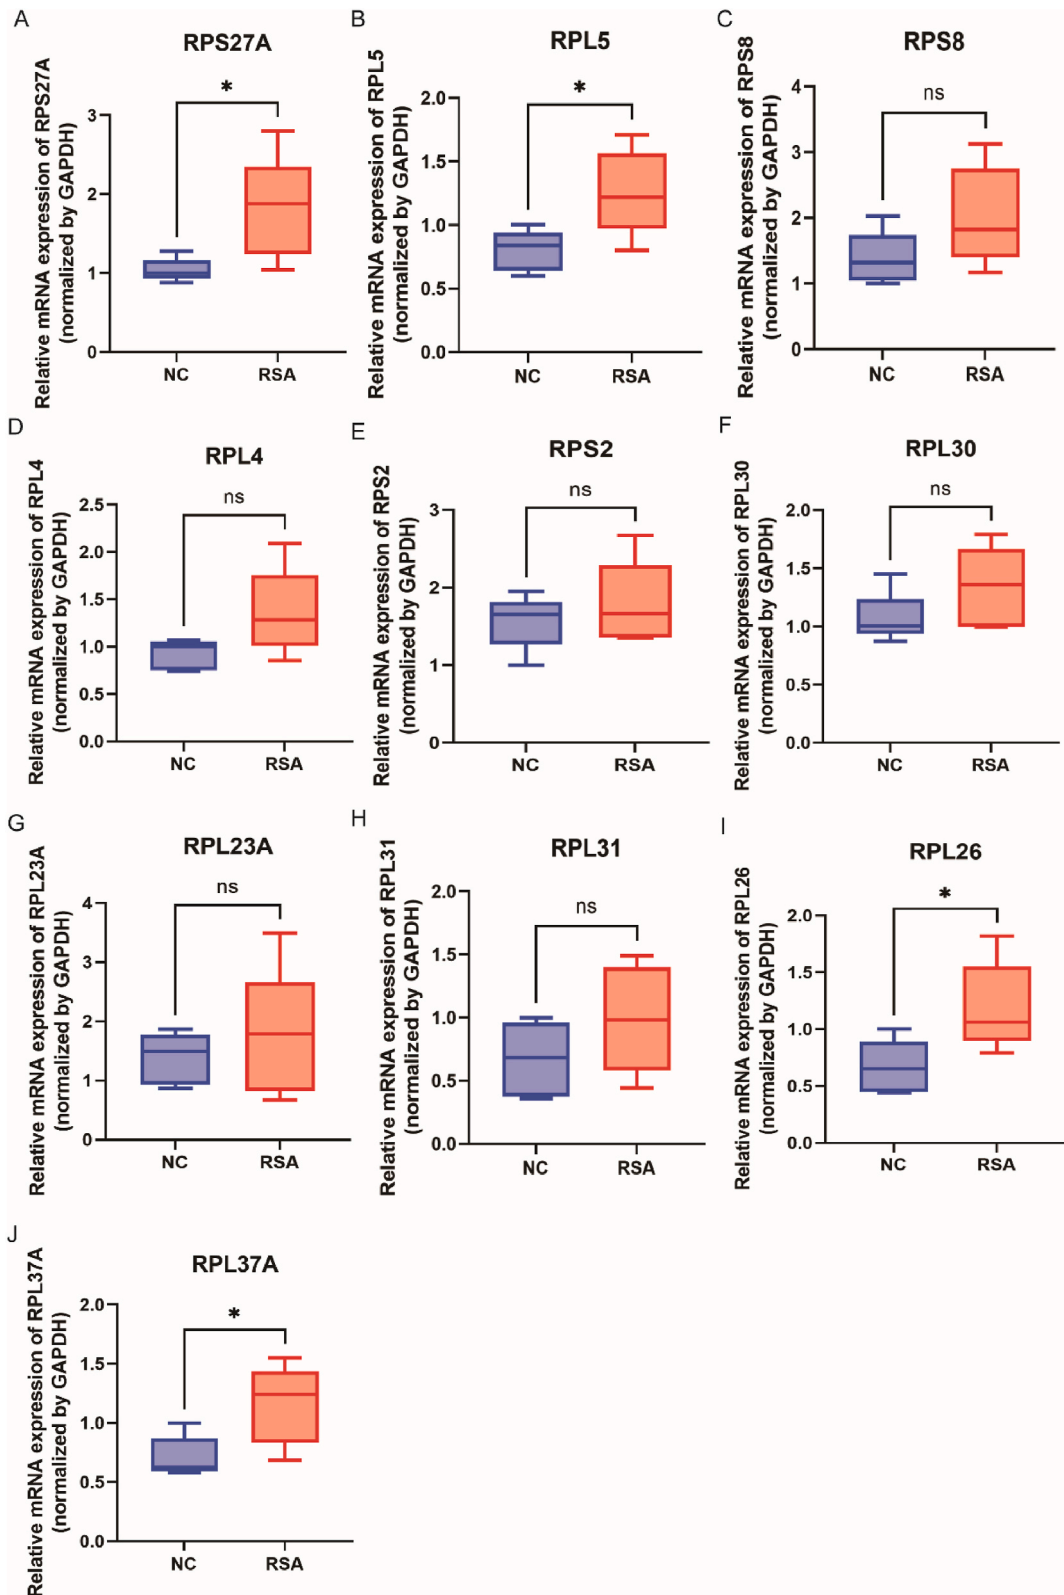 A
RPS27A
*
Relative mRNA expression of RPS27A
(normalized by GAPDH)
3
2
1
0
NC
RSA
B
RPL5
*
Relative mRNA expression of RPL5
(normalized by GAPDH)
2.0
1.5
1.0
0.5
0.0
NC
RSA
C
RPS8
ns
Relative mRNA expression of RPS8
(normalized by GAPDH)
4
3
2
1
0
NC
RSA
D
RPL4
ns
Relative mRNA expression of RPL4
(normalized by GAPDH)
2.5
2.0
1.5
1.0
0.5
0.0
NC
RSA
E
RPS2
ns
Relative mRNA expression of RPS2
(normalized by GAPDH)
3
2
1
0
NC
RSA
F
RPL30
ns
Relative mRNA expression of RPL30
(normalized by GAPDH)
2.0
1.5
1.0
0.5
0.0
NC
RSA
G
RPL23A
ns
Relative mRNA expression of RPL23A
(normalized by GAPDH)
4
3
2
1
0
NC
RSA
H
RPL31
ns
Relative mRNA expression of RPL31
(normalized by GAPDH)
2.0
1.5
1.0
0.5
0.0
NC
RSA
I
RPL26
*
Relative mRNA expression of RPL26
(normalized by GAPDH)
2.0
1.5
1.0
0.5
0.0
NC
RSA
J
RPL37A
*
Relative mRNA expression of RPL37A
(normalized by GAPDH)
2.0
1.5
1.0
0.5
0.0
NC
RSA